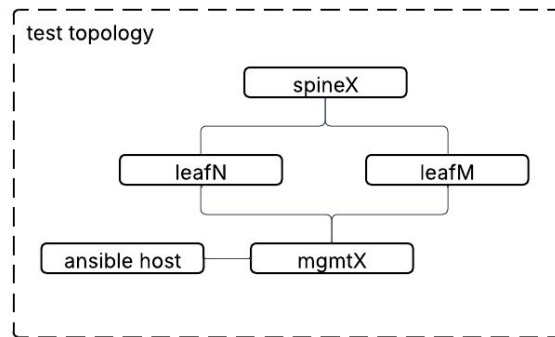 test topology
spineX
leafN
leafM
ansible host
mgmtX